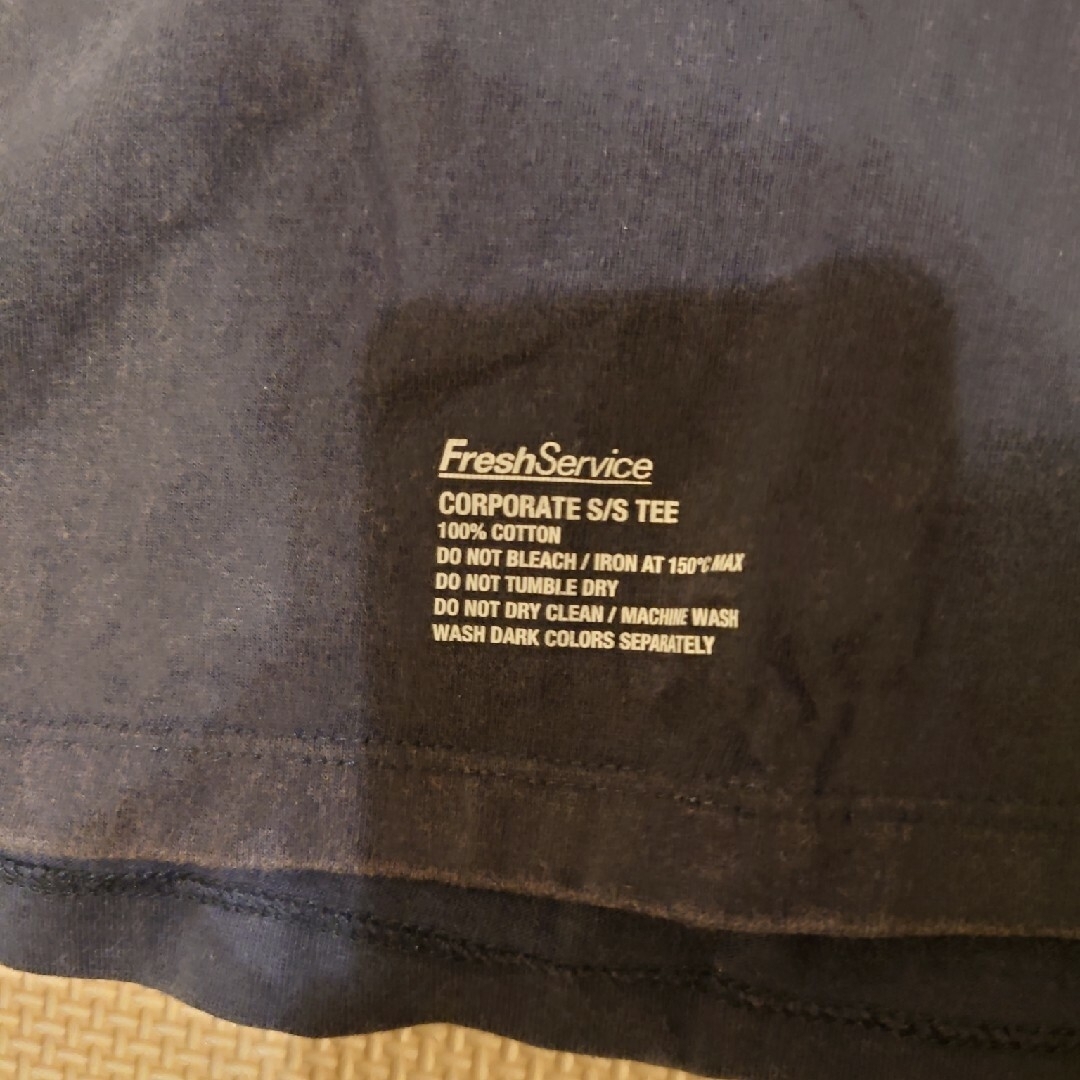 FreshService
CORPORATE S/S TEE
100% COTTON
DO NOT BLEACH / IRON AT 150°C MAX
DO NOT TUMBLE DRY
DO NOT DRY CLEAN / MACHINE WASH
WASH DARK COLORS SEPARATELY